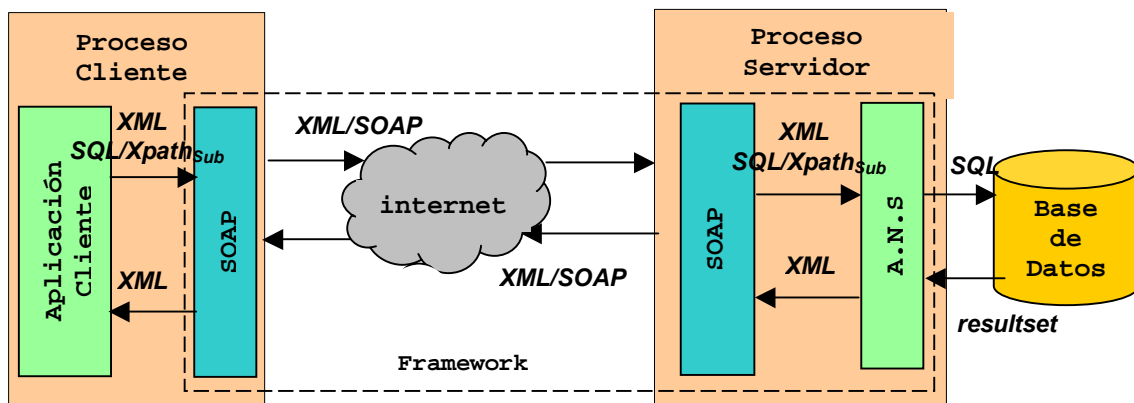 Proceso
Cliente
Proceso
Servidor
Aplicación
Cliente
XML
SQL/XpathSub
XML
SOAP
XML/SOAP
internet
XML/SOAP
Framework
SOAP
XML
SQL/XpathSub
XML
A.N.S
SQL
resultset
Base
de
Datos